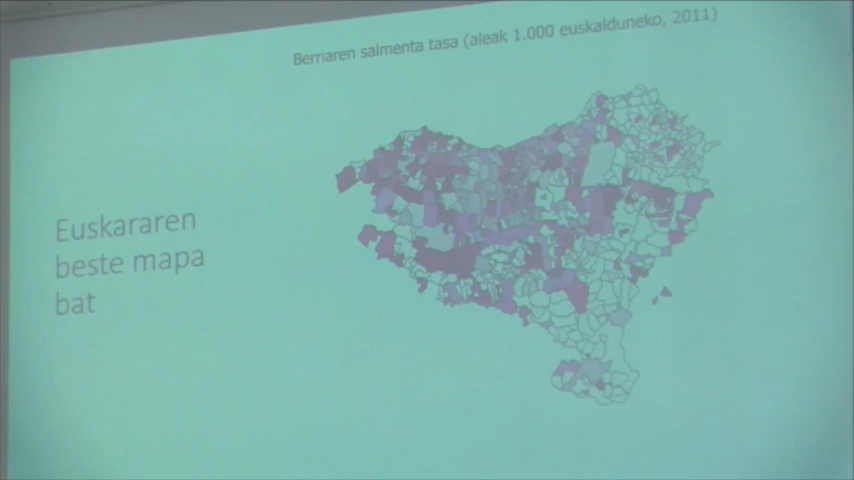 Berriaren salmenta tasa (aleak 1.000 euskalduneko, 2011)
Euskararen
beste mapa
bat